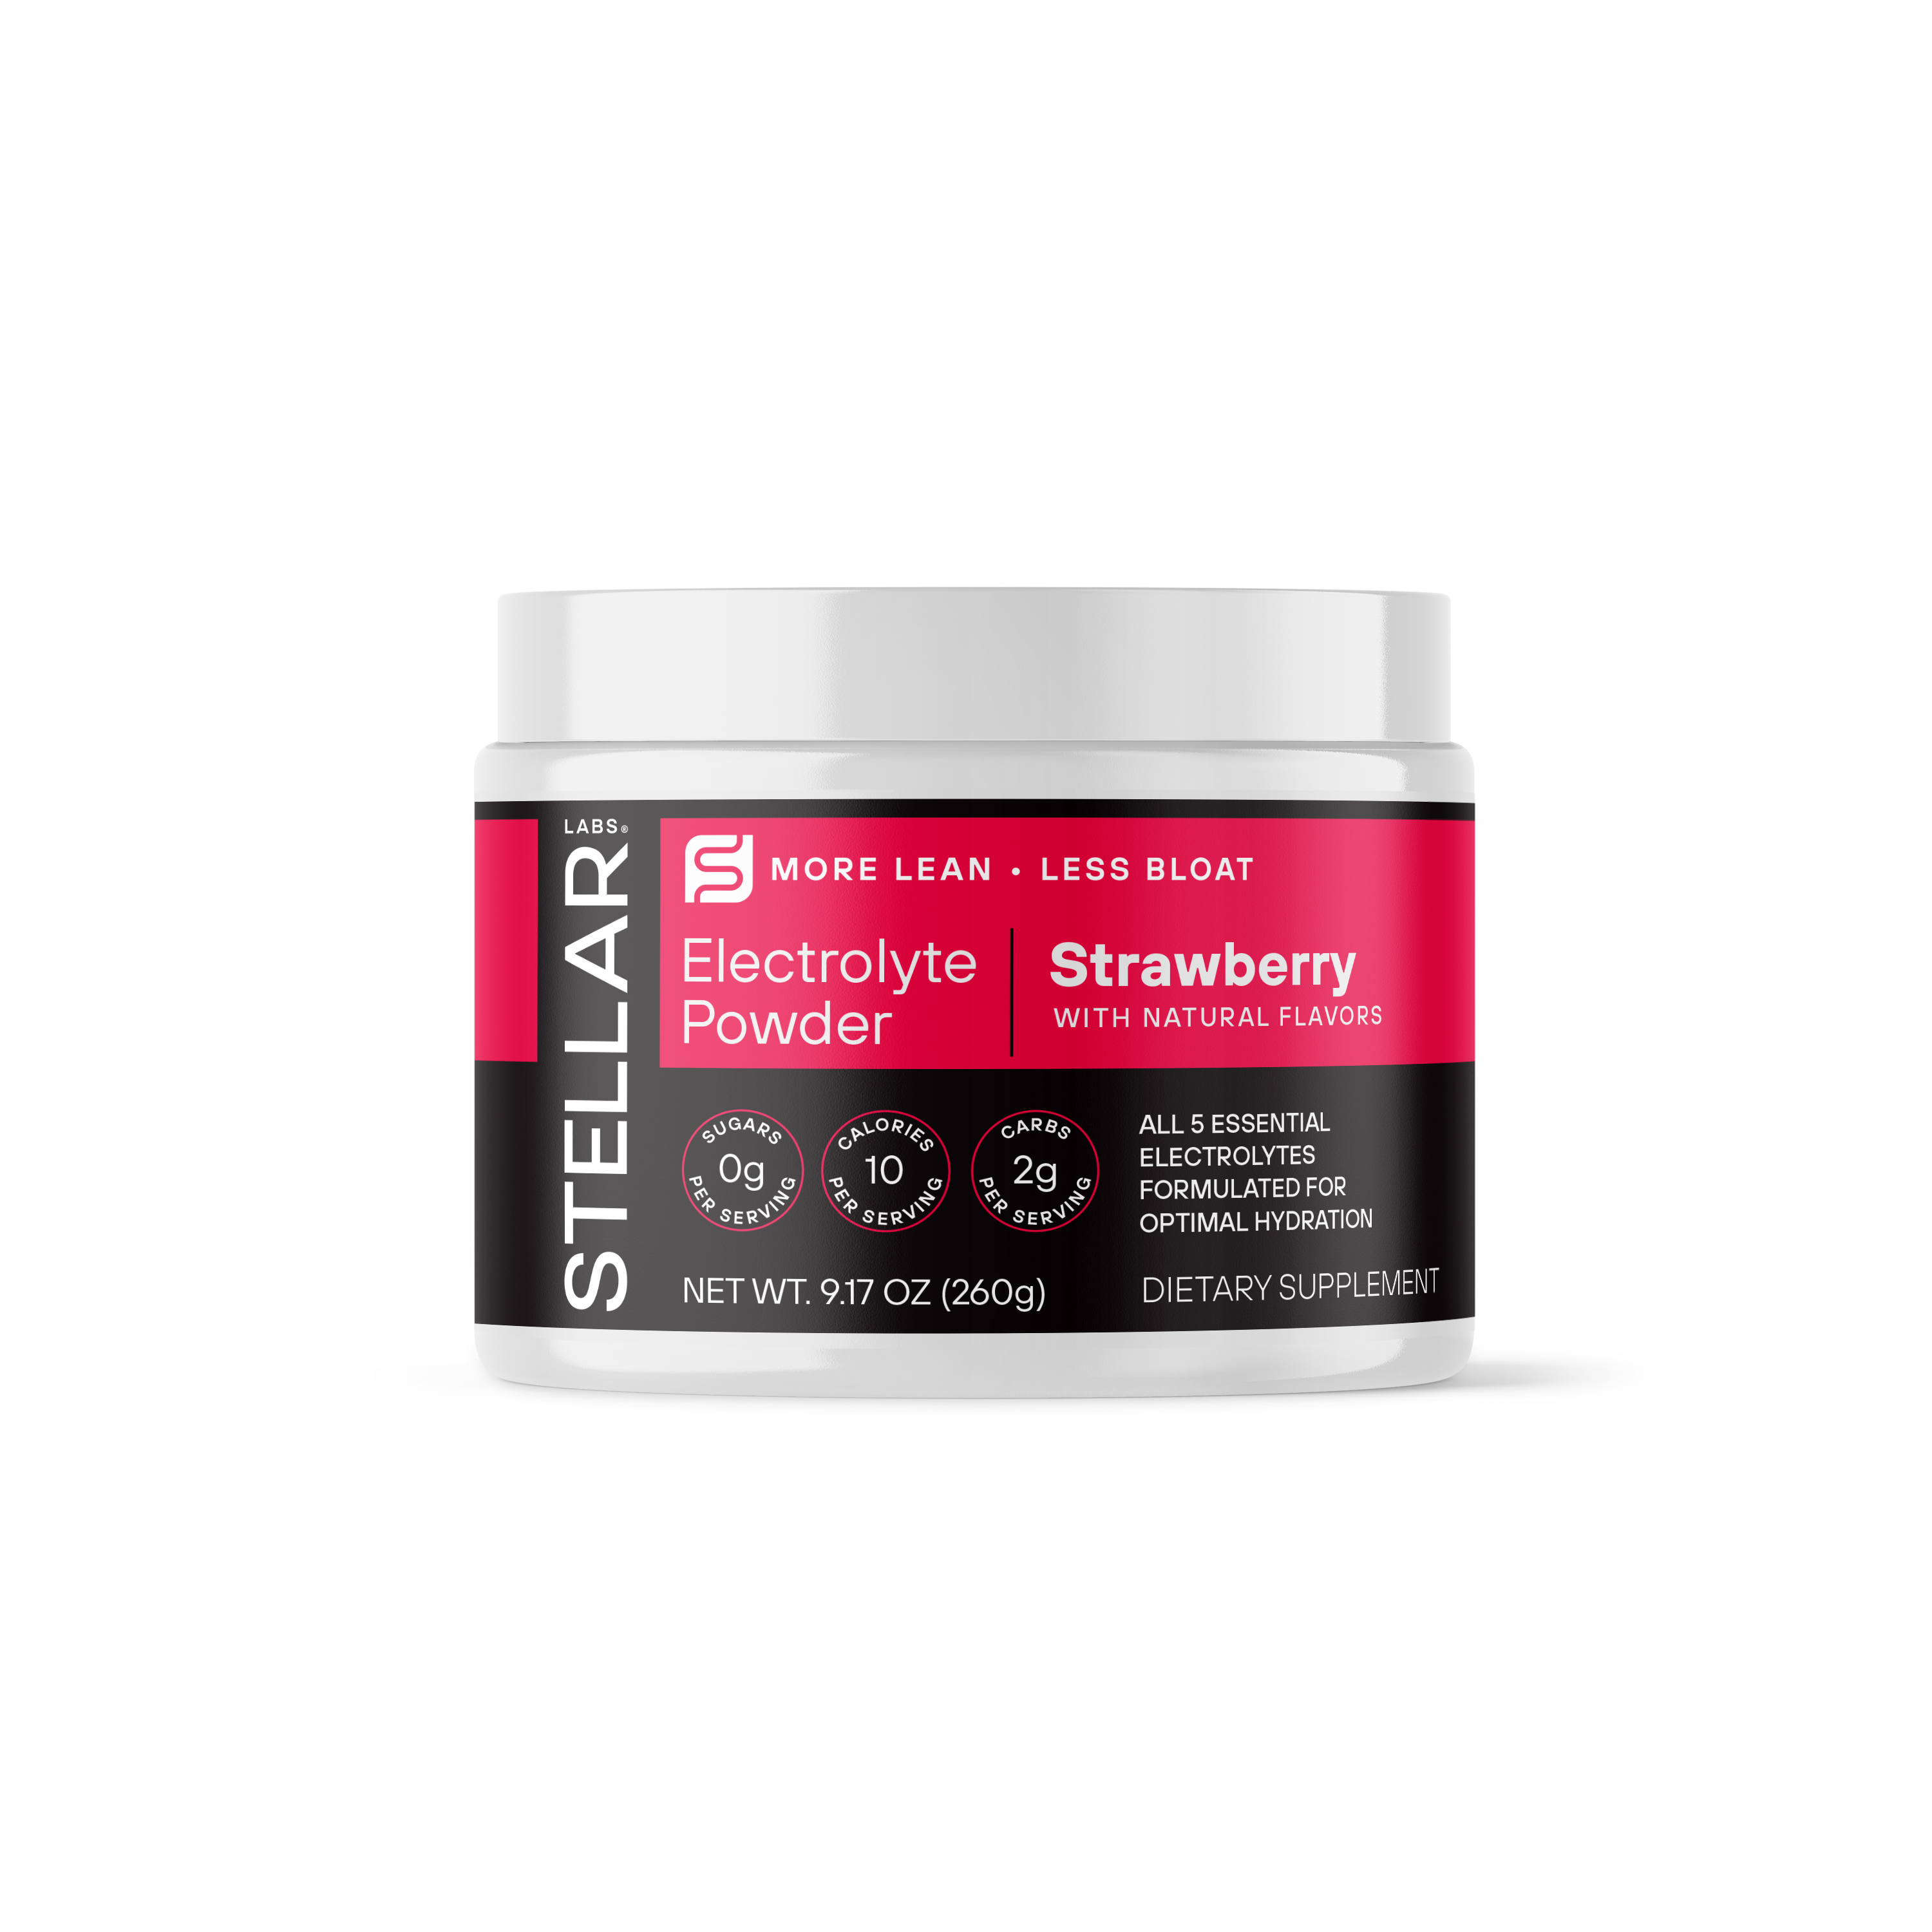 STELLAR
LABS®
MORE LEAN • LESS BLOAT
Electrolyte
Powder
Strawberry
WITH NATURAL FLAVORS
SUGARS
0g
PER SERVING
CALORIES
10
PER SERVING
CARBS
2g
PER SERVING
ALL 5 ESSENTIAL
ELECTROLYTES
FORMULATED FOR
OPTIMAL HYDRATION
NET WT. 9.17 OZ (260g)
DIETARY SUPPLEMENT